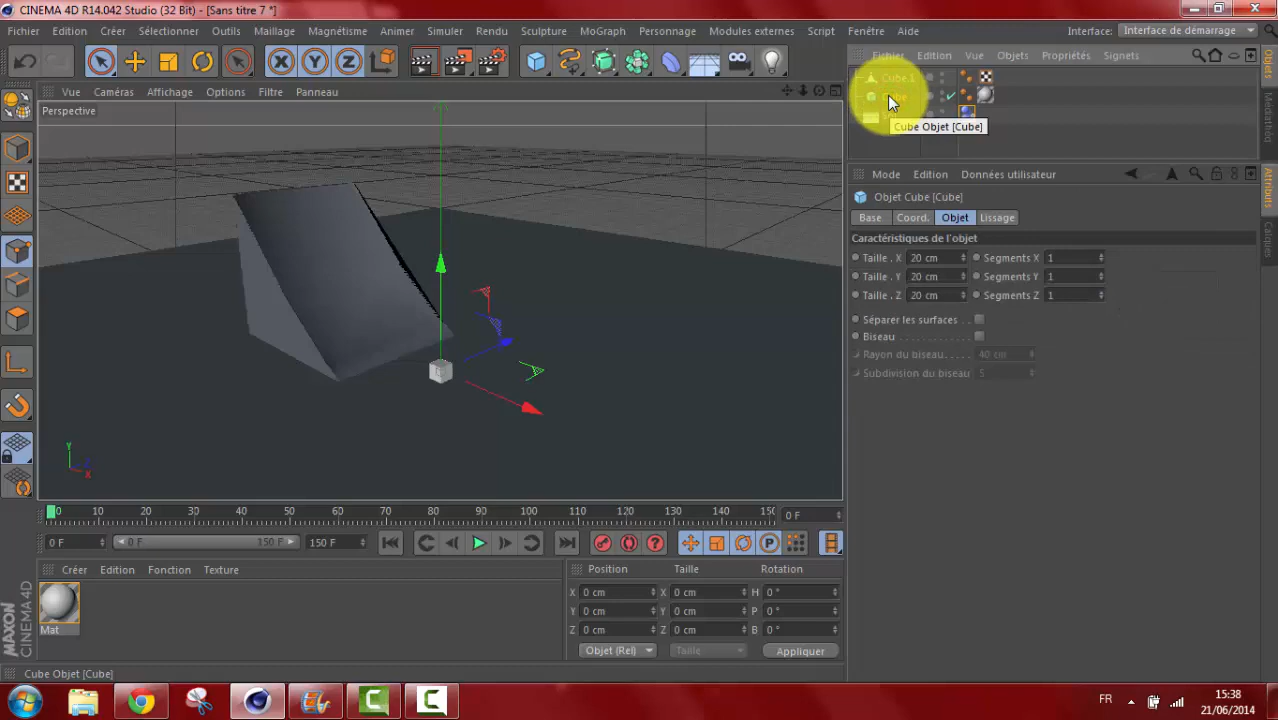 CINEMA 4D R14.042 Studio (32 Bit) - [Sans titre 7 *]
Fichier Edition Créer Sélectionner Outils Maillage Magnétisme Animer Simuler Rendu Sculpture MoGraph Personnage Modules externes Script Fenêtre Aide Interface: Interface de démarrage
X Y Z
Fichier Edition Vue Objets Propriétés Signets
Vue Caméras Affichage Options Filtre Panneau
Perspective
Cube.1
Cube
Cube Objet [Cube]
Mode Edition Données utilisateur
Objet Cube [Cube]
Base Coord. Objet Lissage
Caractéristiques de l'objet
Taille . X 20 cm Segments X 1
Taille . Y 20 cm Segments Y 1
Taille . Z 20 cm Segments Z 1
Séparer les surfaces . .
Biseau
Rayon du biseau. . . . . 40 cm
Subdivision du biseau 5
Objets
Attributs
Calques
Y
X
0 10 20 30 40 50 60 70 80 90 100 110 120 130 140 150 0 F
0 F 0 F 150 F 150 F
P
Créer Edition Fonction Texture
Mat
Position Taille Rotation
X 0 cm X 0 cm H 0 °
Y 0 cm Y 0 cm P 0 °
Z 0 cm Z 0 cm B 0 °
Objet (Rel) Taille Appliquer
MAXON
CINEMA 4D
Cube Objet [Cube]
FR
15:38
21/06/2014